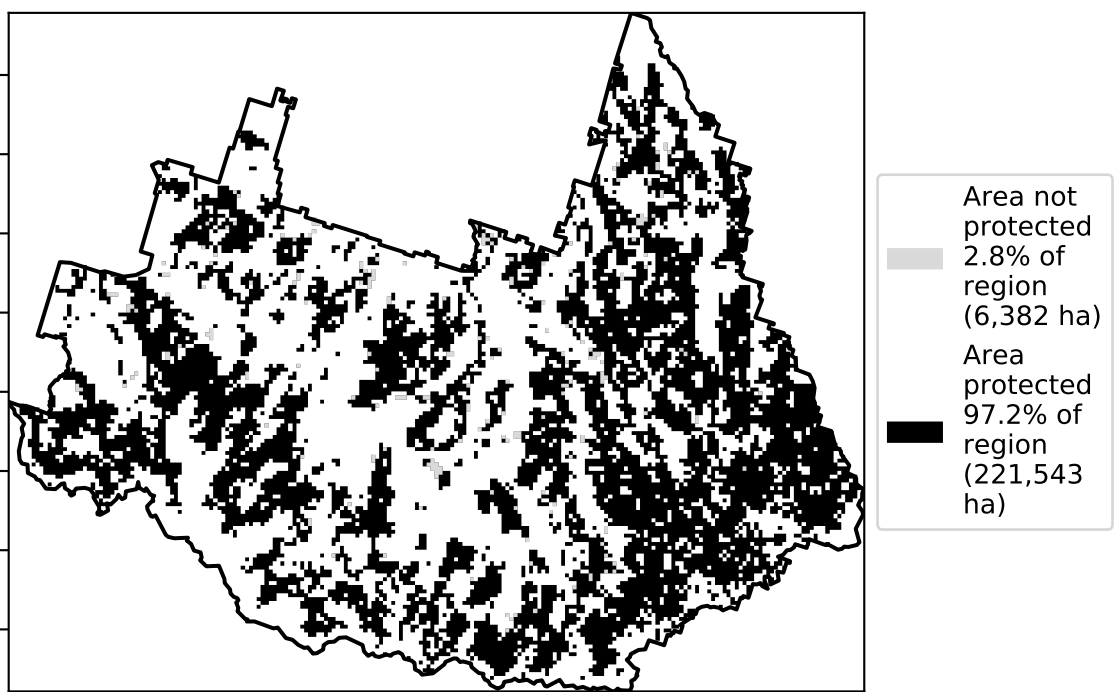 Area not
protected
2.8% of
region
(6,382 ha)
Area
protected
97.2% of
region
(221,543
ha)